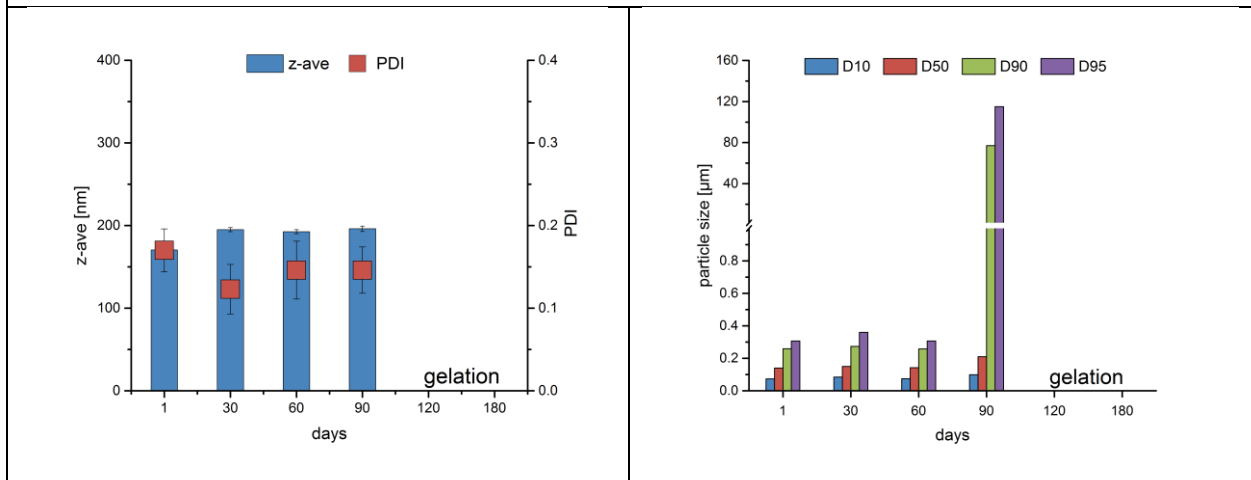 z-ave PDI
400
300
200
100
0
z-ave [nm]
0.4
0.3
0.2
0.1
0.0
PDI
gelation
1 30 60 90 120 180
days
D10 D50 D90 D95
160
120
80
40
0.8
0.6
0.4
0.2
0.0
particle size [µm]
gelation
1 30 60 90 120 180
days